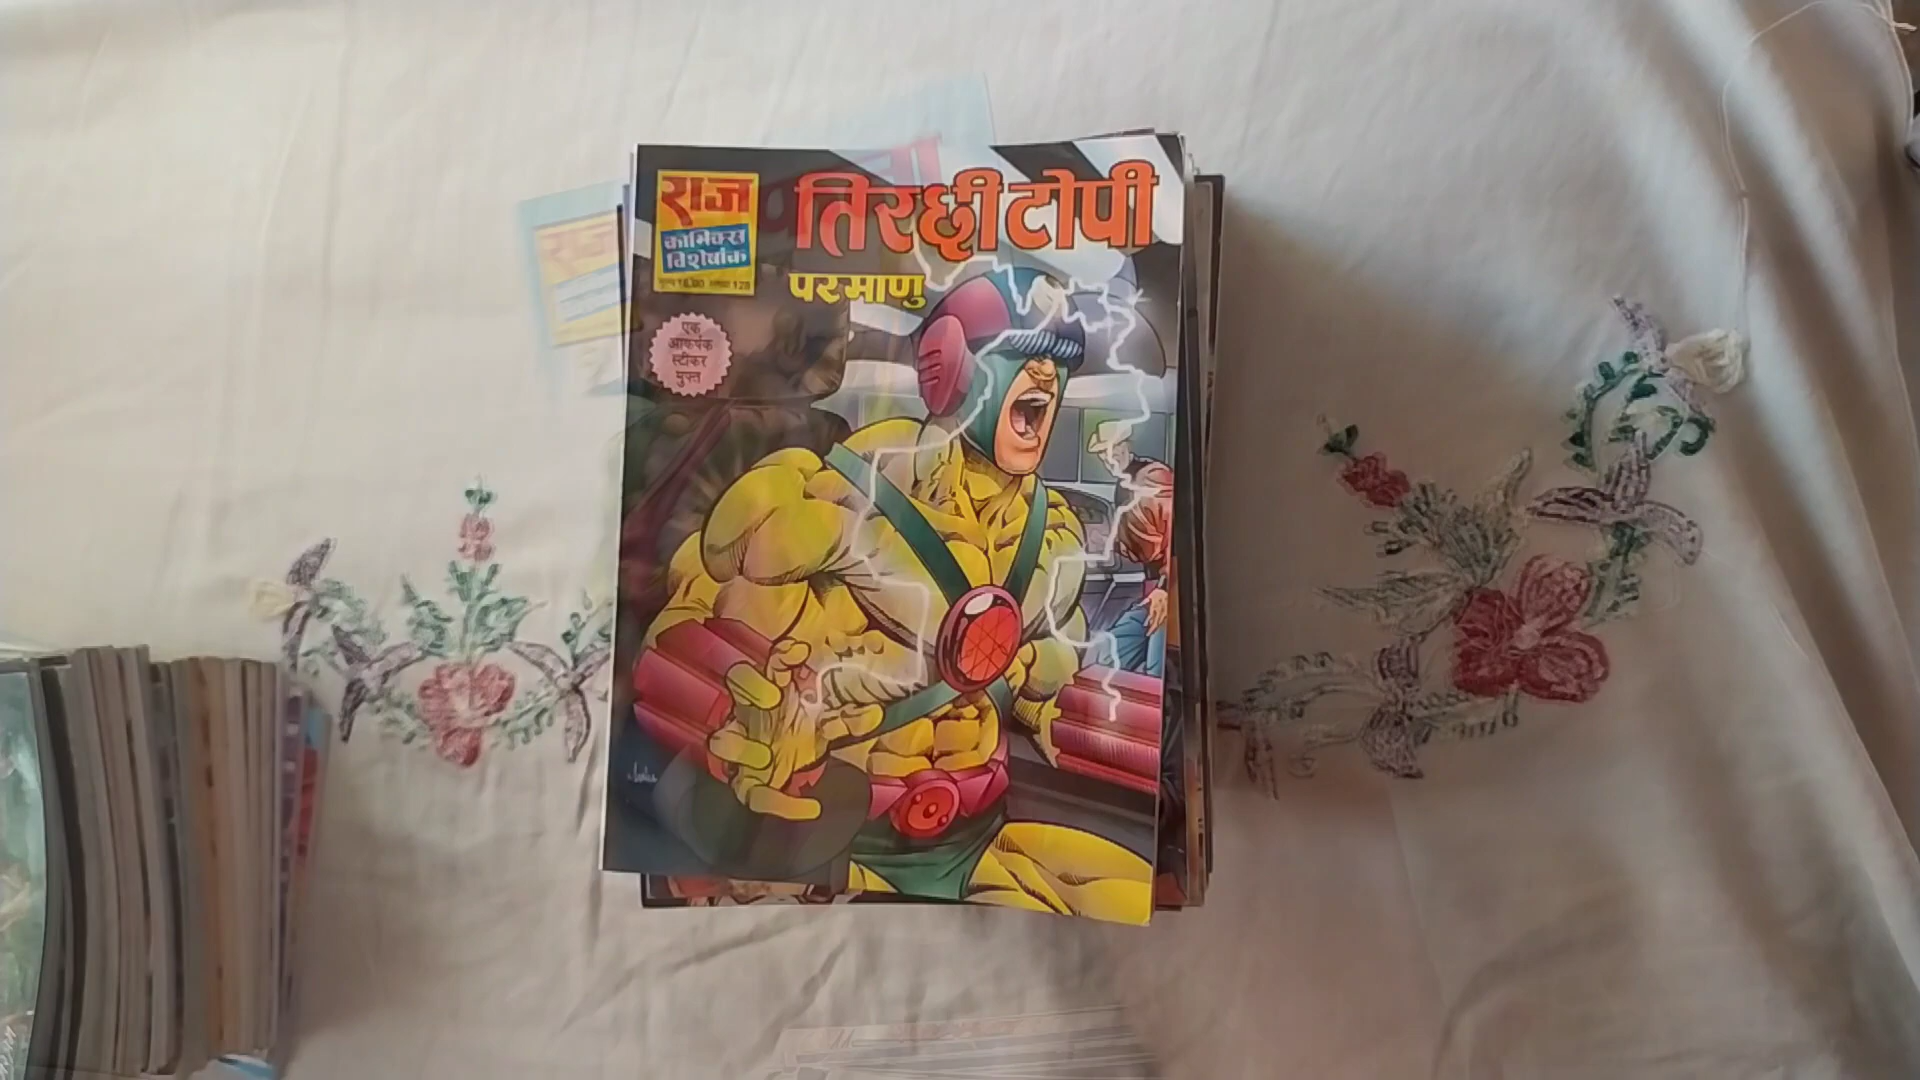 राज
कॉमिक्स
विशेषांक
तिरछी टोपी
परमाणु
एक
आकर्षक
स्टीकर
मुफ्त
राज